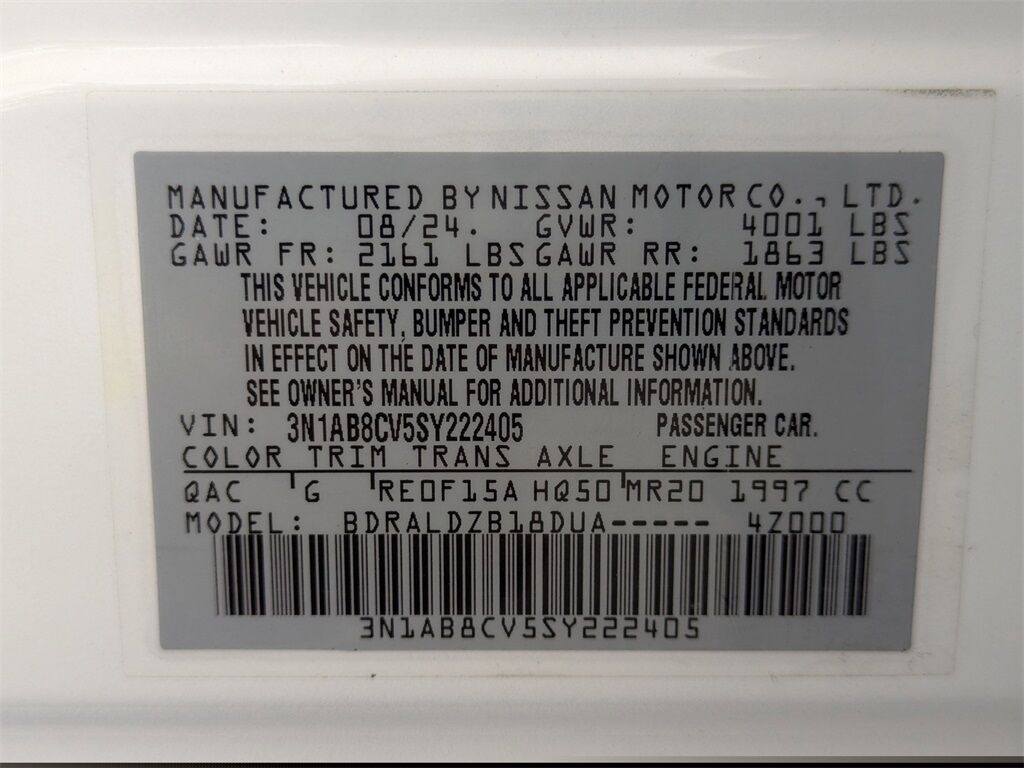 MANUFACTURED BY NISSAN MOTOR CO., LTD.
DATE: 08/24. GVWR: 4001 LBS
GAWR FR: 2161 LBS GAWR RR: 1863 LBS
THIS VEHICLE CONFORMS TO ALL APPLICABLE FEDERAL MOTOR
VEHICLE SAFETY, BUMPER AND THEFT PREVENTION STANDARDS
IN EFFECT ON THE DATE OF MANUFACTURE SHOWN ABOVE.
SEE OWNER'S MANUAL FOR ADDITIONAL INFORMATION.
VIN: 3N1AB8CV5SY222405 PASSENGER CAR.
COLOR TRIM TRANS AXLE ENGINE
QAC G RE0F15A HQ50 MR20 1997 CC
MODEL: BDRALDZB18DUA----- 4Z000
3N1AB8CV5SY222405